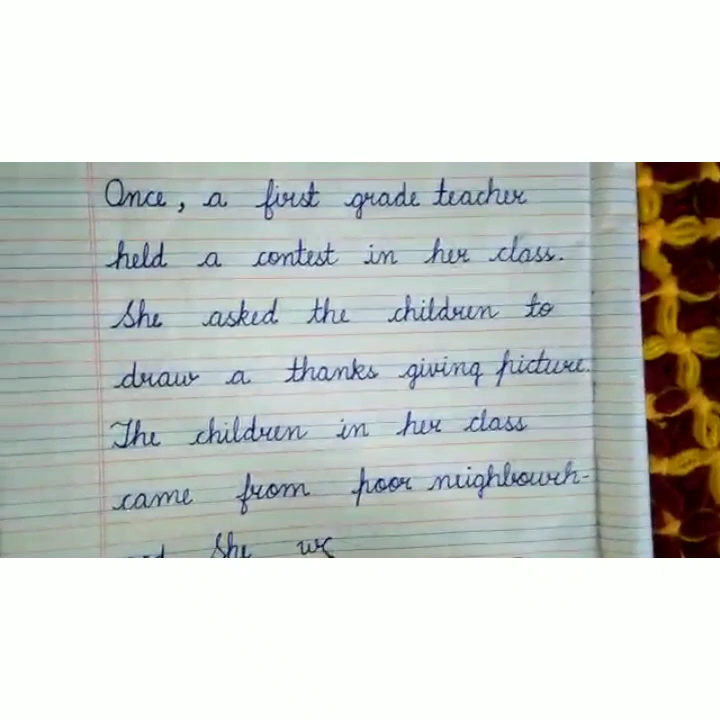 Once, a first grade teacher
held a contest in her class.
She asked the children to
draw a thanks giving picture.
The children in her class
came from poor neighbourh-
She